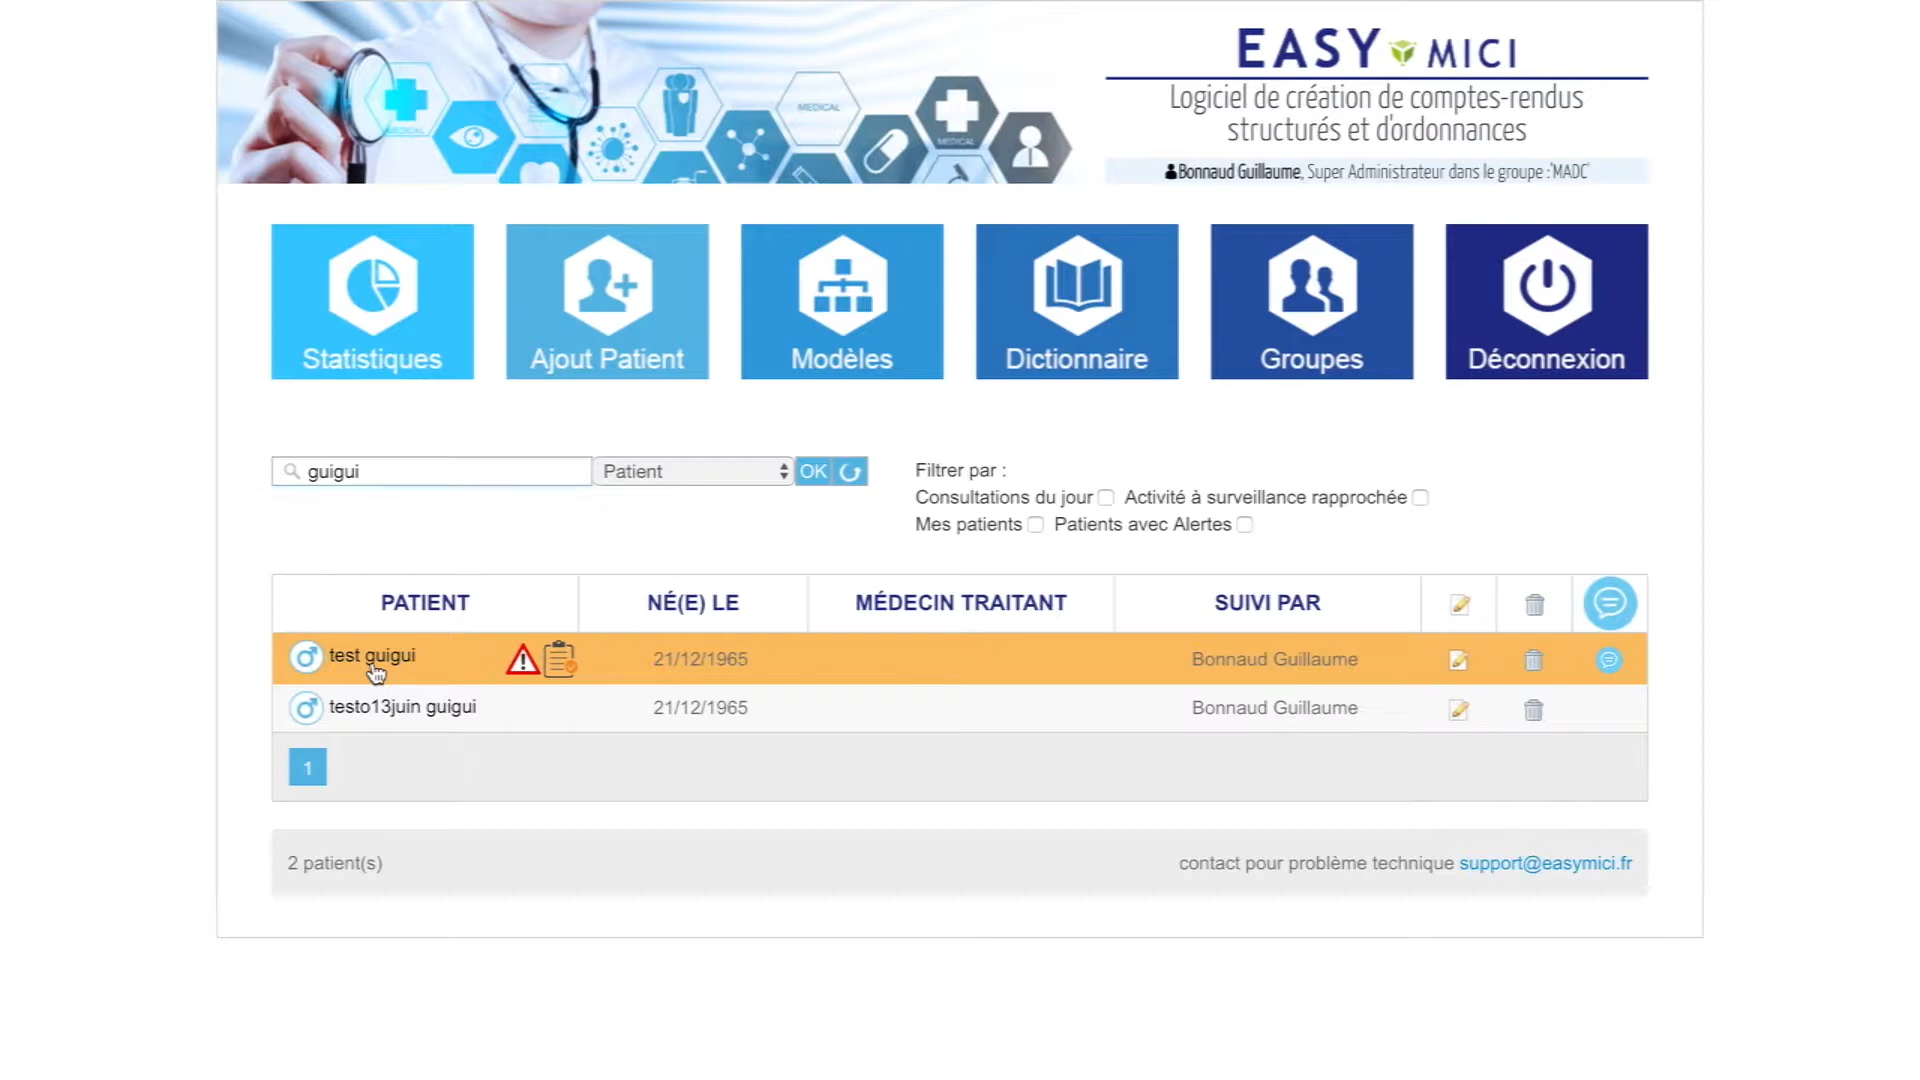 EASY MICI
Logiciel de création de comptes-rendus
structurés et d'ordonnances
Bonnaud Guillaume, Super Administrateur dans le groupe :'MADC'
MEDICAL
MEDICAL
MEDICAL
Statistiques
Ajout Patient
Modèles
Dictionnaire
Groupes
Déconnexion
guigui
Patient
OK
Filtrer par :
Consultations du jour
Activité à surveillance rapprochée
Mes patients
Patients avec Alertes
PATIENT NÉ(E) LE MÉDECIN TRAITANT SUIVI PAR
test guigui 21/12/1965 Bonnaud Guillaume
testo13juin guigui 21/12/1965 Bonnaud Guillaume
1
2 patient(s)
contact pour problème technique support@easymici.fr